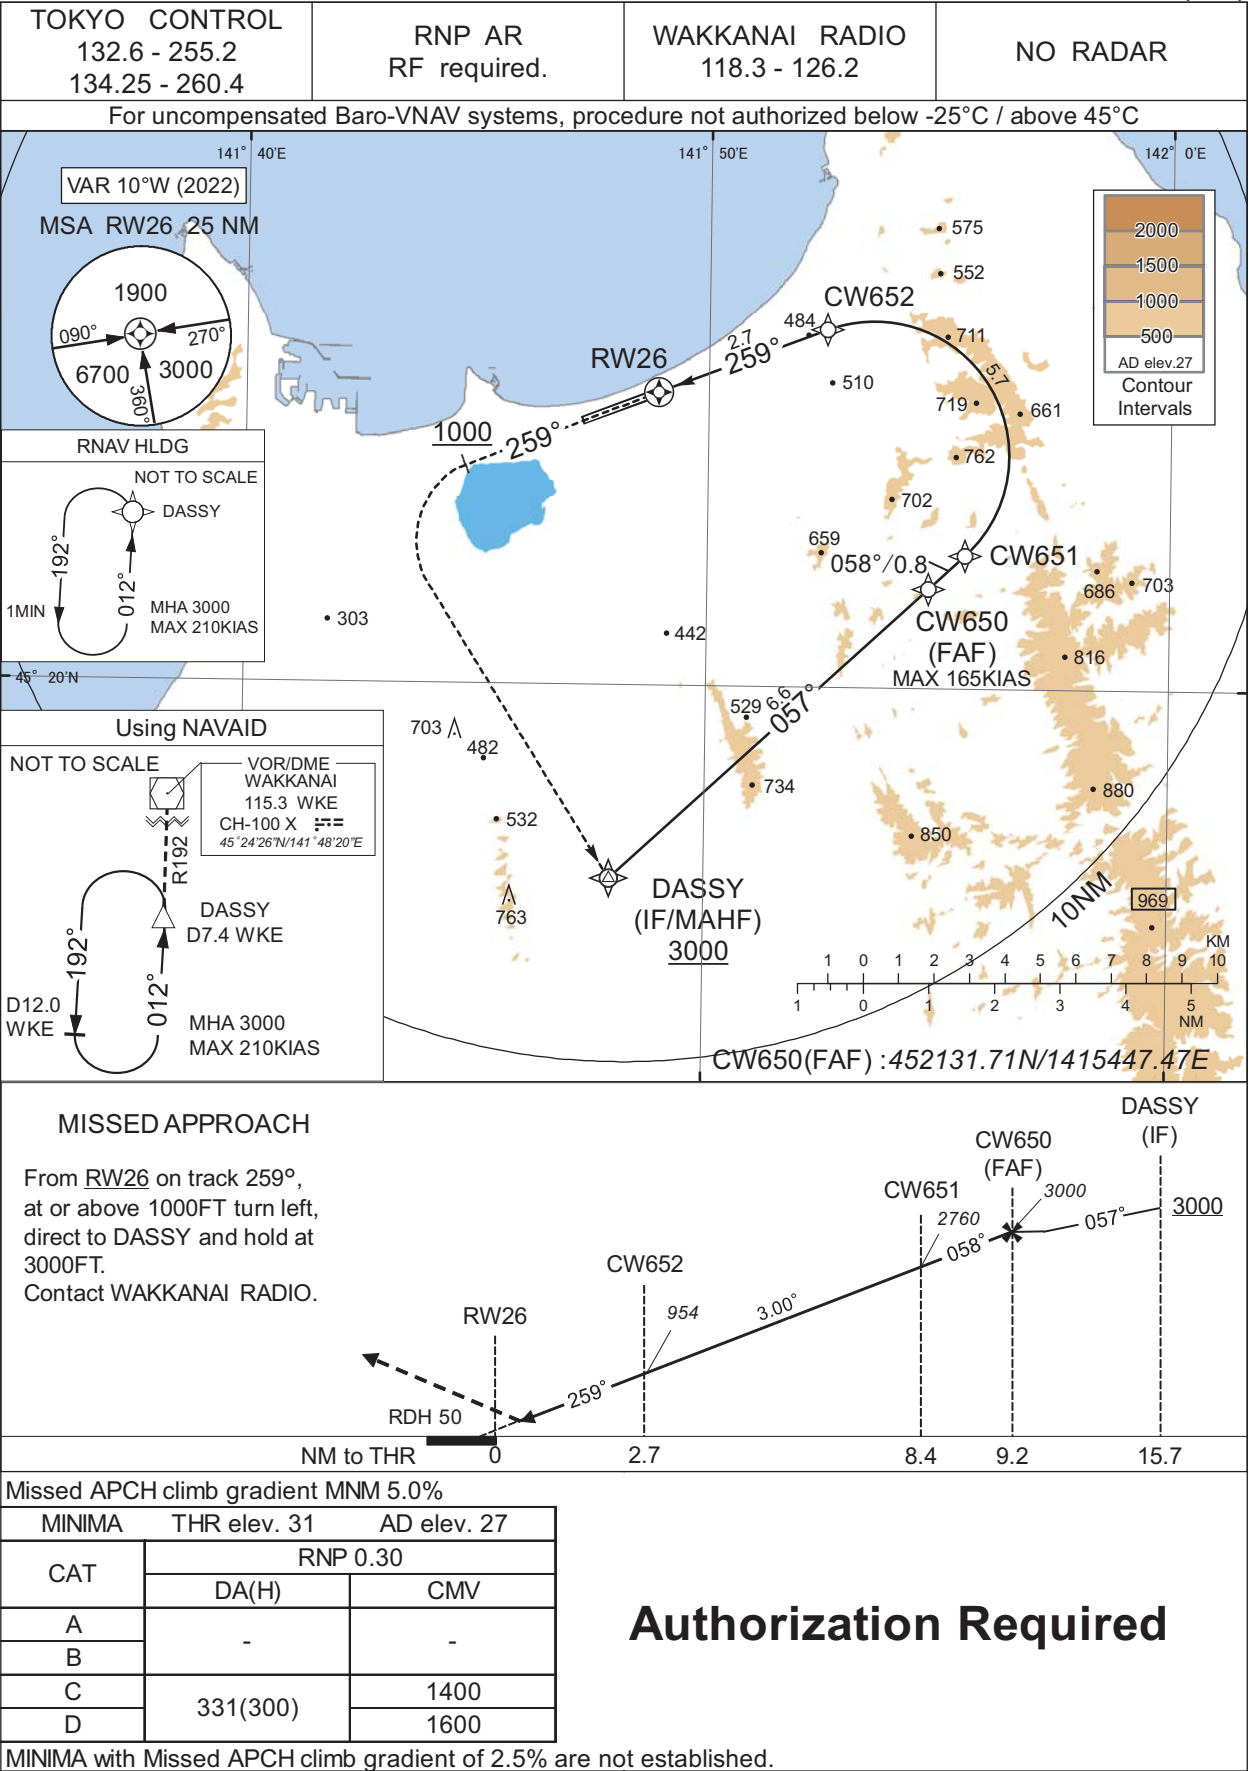 TOKYO CONTROL
132.6 - 255.2
134.25 - 260.4
RNP AR
RF required.
WAKKANAI RADIO
118.3 - 126.2
NO RADAR
For uncompensated Baro-VNAV systems, procedure not authorized below -25°C / above 45°C
141° 40'E
141° 50'E
142° 0'E
VAR 10°W (2022)
MSA RW26 25 NM
1900
090°
270°
6700
3000
360°
2000
1500
1000
500
AD elev.27
Contour
Intervals
575
552
CW652
484
2.7
259°
711
RW26
510
5.7
719
661
1000
259°
762
702
659
058°/0.8
CW651
686
703
CW650
(FAF)
MAX 165KIAS
816
303
442
RNAV HLDG
NOT TO SCALE
DASSY
192°
012°
1MIN
MHA 3000
MAX 210KIAS
45° 20'N
529
6.6
057°
703
482
734
880
532
850
763
DASSY
(IF/MAHF)
3000
10NM
969
Using NAVAID
NOT TO SCALE
VOR/DME
WAKKANAI
115.3 WKE
CH-100 X
45°24'26"N/141°48'20"E
R192
DASSY
D7.4 WKE
192°
012°
D12.0
WKE
MHA 3000
MAX 210KIAS
KM
1 0 1 2 3 4 5 6 7 8 9 10
1 0 1 2 3 4 5
NM
CW650(FAF) :452131.71N/1415447.47E
MISSED APPROACH
From RW26 on track 259°,
at or above 1000FT turn left,
direct to DASSY and hold at
3000FT.
Contact WAKKANAI RADIO.
DASSY
(IF)
CW650
(FAF)
3000
3000
057°
CW651
2760
058°
CW652
954
3.00°
RW26
259°
RDH 50
NM to THR 0 2.7 8.4 9.2 15.7
Missed APCH climb gradient MNM 5.0%
MINIMA THR elev. 31 AD elev. 27
CAT RNP 0.30
DA(H) CMV
A - -
B
C 331(300) 1400
D 1600
Authorization Required
MINIMA with Missed APCH climb gradient of 2.5% are not established.